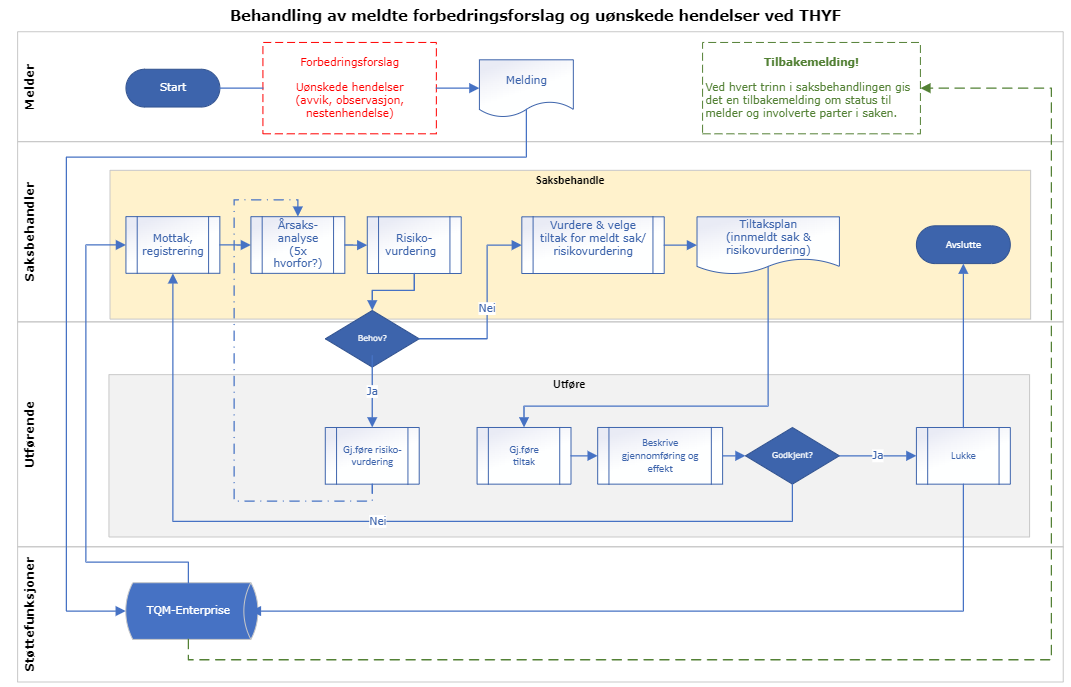 Behandling av meldte forbedringsforslag og uønskede hendelser ved THYF
Melder
Start
Forbedringsforslag
Uønskede hendelser
(avvik, observasjon,
nestenhendelse)
Melding
Tilbakemelding!
Ved hvert trinn i saksbehandlingen gis
det en tilbakemelding om status til
melder og involverte parter i saken.
Saksbehandler
Saksbehandle
Mottak,
registrering
Årsaks-
analyse
(5x
hvorfor?)
Risiko-
vurdering
Vurdere & velge
tiltak for meldt sak/
risikovurdering
Tiltaksplan
(innmeldt sak &
risikovurdering)
Avslutte
Nei
Behov?
Utførende
Utføre
Ja
Gj.føre risiko-
vurdering
Gj.føre
tiltak
Beskrive
gjennomføring og
effekt
Godkjent?
Ja
Lukke
Nei
Støttefunksjoner
TQM-Enterprise